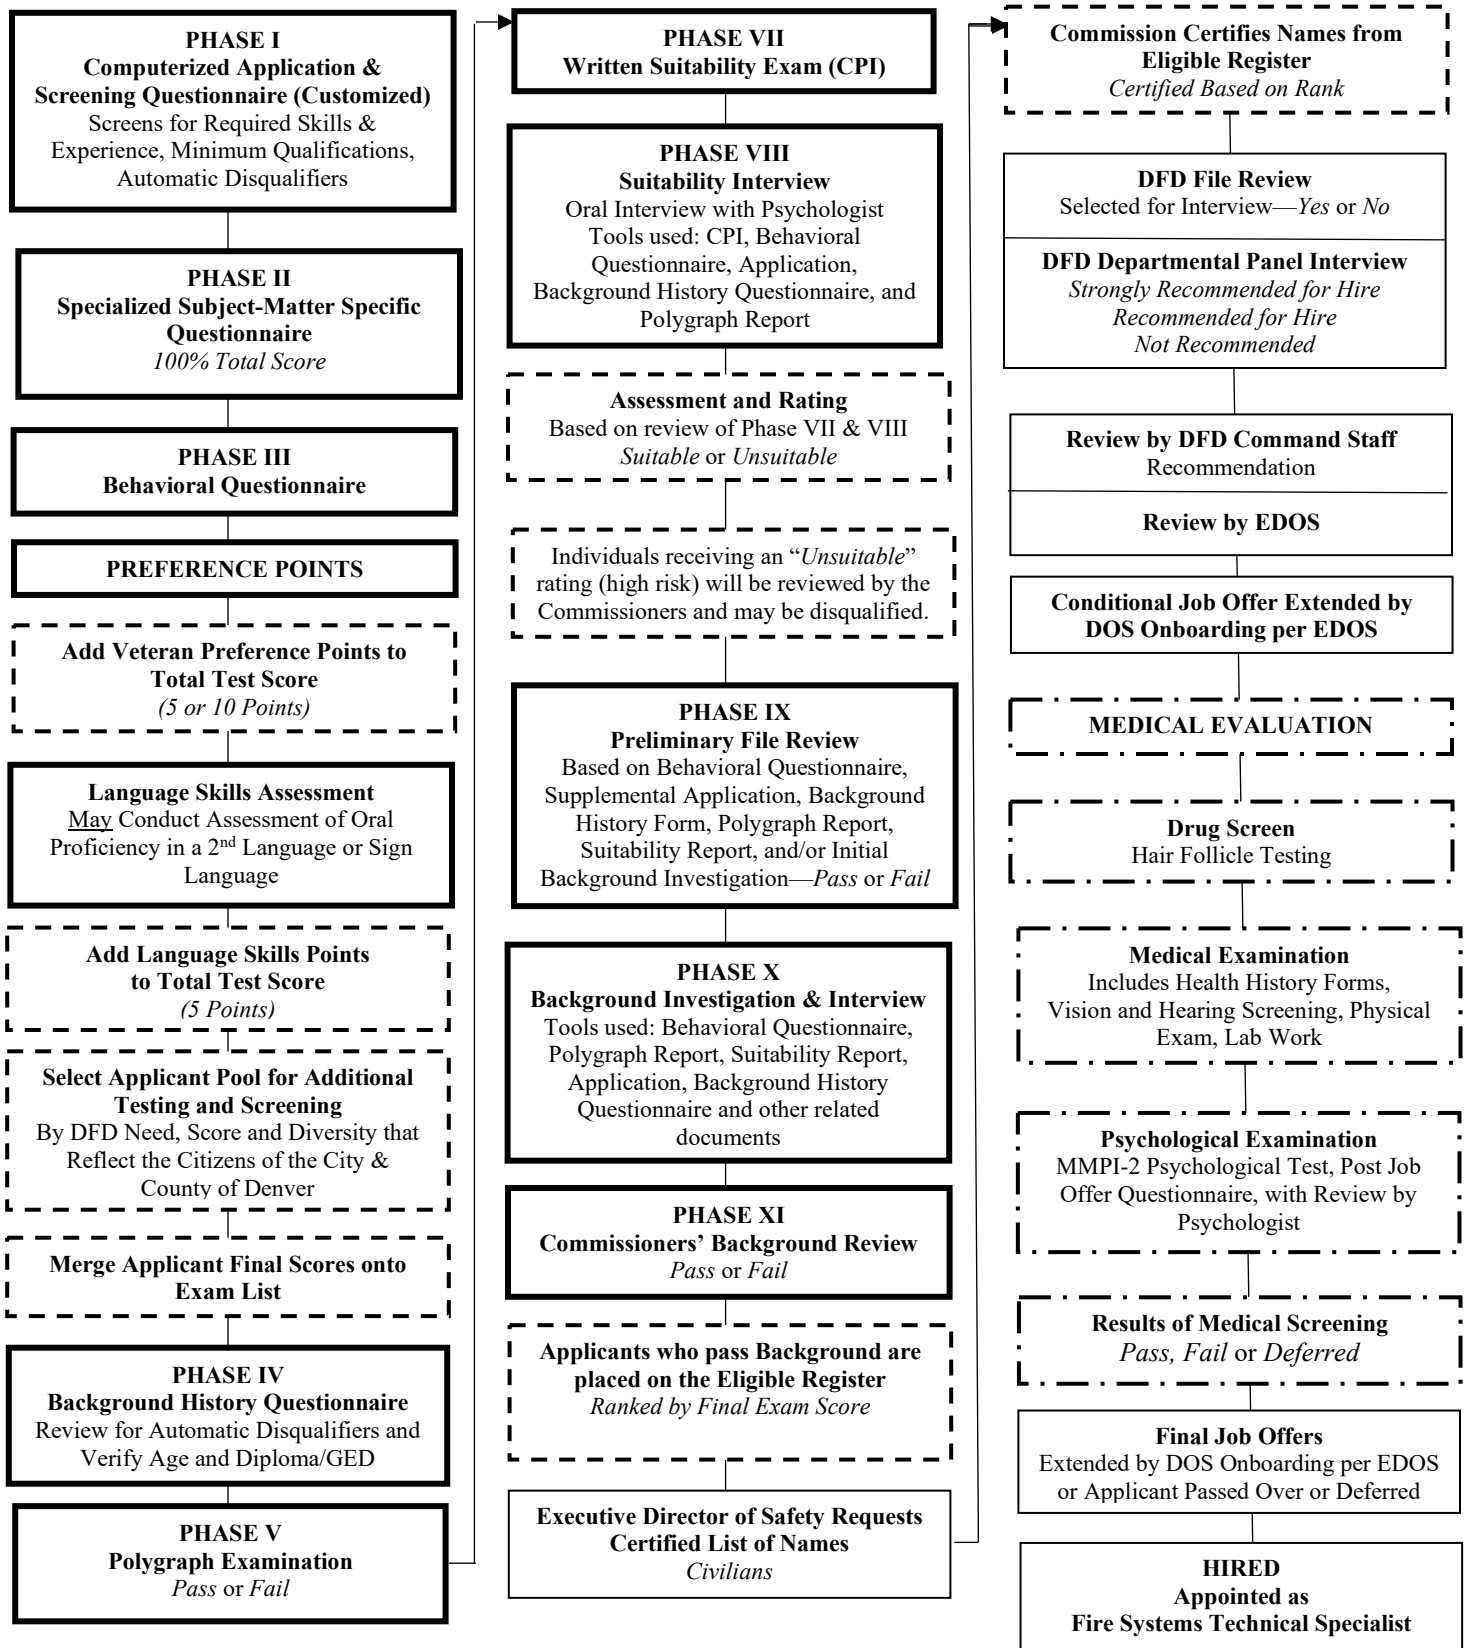 PHASE I
Computerized Application &
Screening Questionnaire (Customized)
Screens for Required Skills &
Experience, Minimum Qualifications,
Automatic Disqualifiers
PHASE II
Specialized Subject-Matter Specific
Questionnaire
100% Total Score
PHASE III
Behavioral Questionnaire
PREFERENCE POINTS
Add Veteran Preference Points to
Total Test Score
(5 or 10 Points)
Language Skills Assessment
May Conduct Assessment of Oral
Proficiency in a 2nd Language or Sign
Language
Add Language Skills Points
to Total Test Score
(5 Points)
Select Applicant Pool for Additional
Testing and Screening
By DFD Need, Score and Diversity that
Reflect the Citizens of the City &
County of Denver
Merge Applicant Final Scores onto
Exam List
PHASE IV
Background History Questionnaire
Review for Automatic Disqualifiers and
Verify Age and Diploma/GED
PHASE V
Polygraph Examination
Pass or Fail
PHASE VII
Written Suitability Exam (CPI)
PHASE VIII
Suitability Interview
Oral Interview with Psychologist
Tools used: CPI, Behavioral
Questionnaire, Application,
Background History Questionnaire, and
Polygraph Report
Assessment and Rating
Based on review of Phase VII & VIII
Suitable or Unsuitable
Individuals receiving an “Unsuitable”
rating (high risk) will be reviewed by the
Commissioners and may be disqualified.
PHASE IX
Preliminary File Review
Based on Behavioral Questionnaire,
Supplemental Application, Background
History Form, Polygraph Report,
Suitability Report, and/or Initial
Background Investigation—Pass or Fail
PHASE X
Background Investigation & Interview
Tools used: Behavioral Questionnaire,
Polygraph Report, Suitability Report,
Application, Background History
Questionnaire and other related
documents
PHASE XI
Commissioners’ Background Review
Pass or Fail
Applicants who pass Background are
placed on the Eligible Register
Ranked by Final Exam Score
Executive Director of Safety Requests
Certified List of Names
Civilians
Commission Certifies Names from
Eligible Register
Certified Based on Rank
DFD File Review
Selected for Interview—Yes or No
DFD Departmental Panel Interview
Strongly Recommended for Hire
Recommended for Hire
Not Recommended
Review by DFD Command Staff
Recommendation
Review by EDOS
Conditional Job Offer Extended by
DOS Onboarding per EDOS
MEDICAL EVALUATION
Drug Screen
Hair Follicle Testing
Medical Examination
Includes Health History Forms,
Vision and Hearing Screening, Physical
Exam, Lab Work
Psychological Examination
MMPI-2 Psychological Test, Post Job
Offer Questionnaire, with Review by
Psychologist
Results of Medical Screening
Pass, Fail or Deferred
Final Job Offers
Extended by DOS Onboarding per EDOS
or Applicant Passed Over or Deferred
HIRED
Appointed as
Fire Systems Technical Specialist